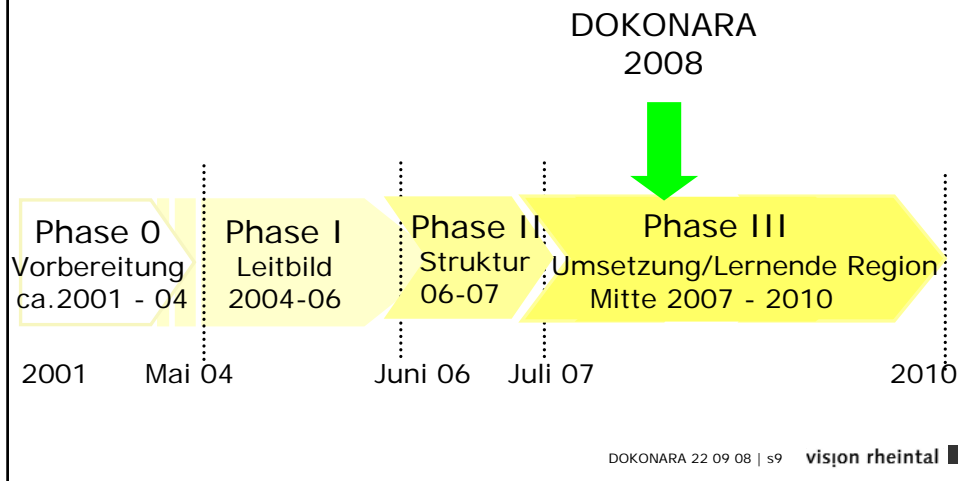 DOKONARA
2008
Phase 0
Vorbereitung
ca.2001 - 04
Phase I
Leitbild
2004-06
Phase II
Struktur
06-07
Phase III
Umsetzung/Lernende Region
Mitte 2007 - 2010
2001
Mai 04
Juni 06
Juli 07
2010
DOKONARA 22 09 08 | s9
vision rheintal